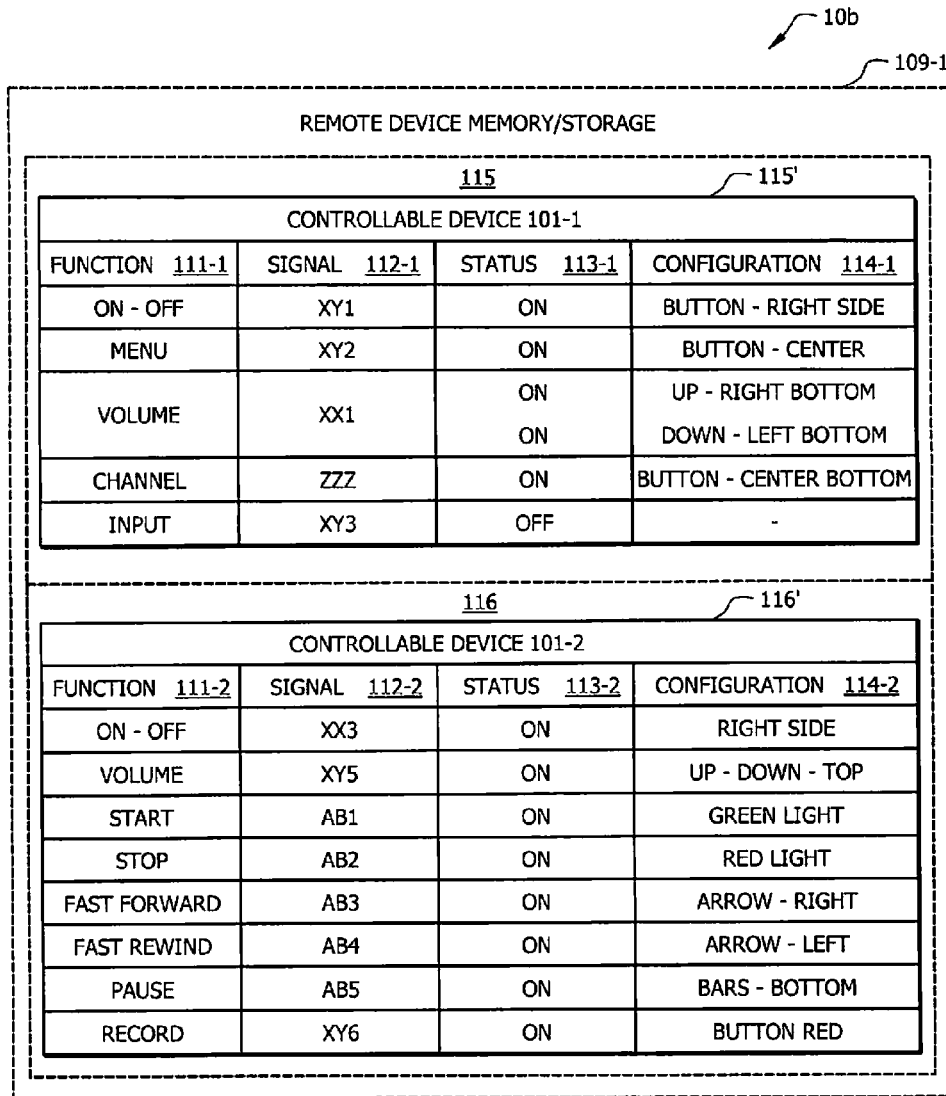 10b
109-1
REMOTE DEVICE MEMORY/STORAGE
115 115'
CONTROLLABLE DEVICE 101-1
FUNCTION 111-1 SIGNAL 112-1 STATUS 113-1 CONFIGURATION 114-1
ON - OFF XY1 ON BUTTON - RIGHT SIDE
MENU XY2 ON BUTTON - CENTER
VOLUME XX1 ON UP - RIGHT BOTTOM
ON DOWN - LEFT BOTTOM
CHANNEL ZZZ ON BUTTON - CENTER BOTTOM
INPUT XY3 OFF -
116 116'
CONTROLLABLE DEVICE 101-2
FUNCTION 111-2 SIGNAL 112-2 STATUS 113-2 CONFIGURATION 114-2
ON - OFF XX3 ON RIGHT SIDE
VOLUME XY5 ON UP - DOWN - TOP
START AB1 ON GREEN LIGHT
STOP AB2 ON RED LIGHT
FAST FORWARD AB3 ON ARROW - RIGHT
FAST REWIND AB4 ON ARROW - LEFT
PAUSE AB5 ON BARS - BOTTOM
RECORD XY6 ON BUTTON RED